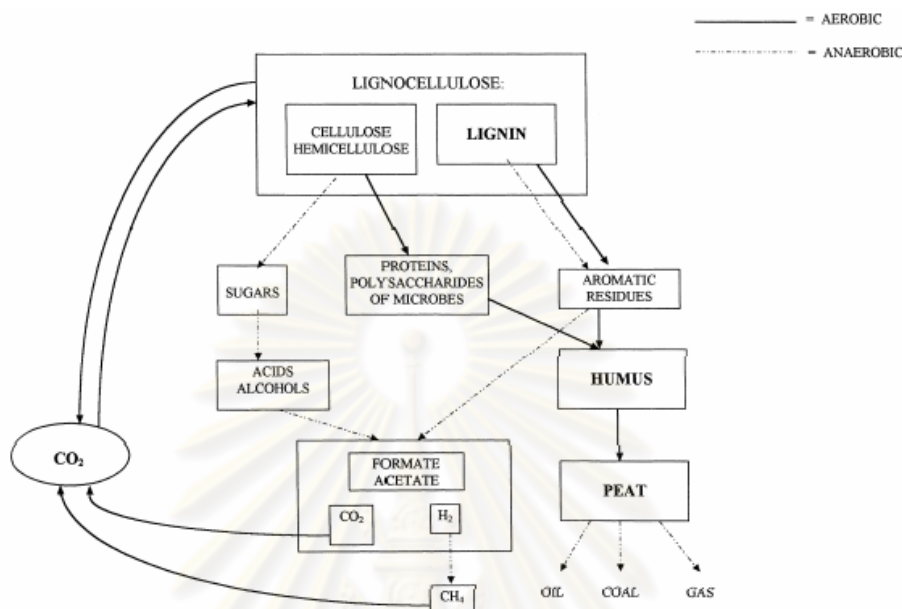 = AEROBIC
= ANAEROBIC
LIGNOCELLULOSE:
CELLULOSE
HEMICELLULOSE
LIGNIN
SUGARS
PROTEINS,
POLYSACCHARIDES
OF MICROBES
AROMATIC
RESIDUES
ACIDS
ALCOHOLS
HUMUS
CO₂
FORMATE
ACETATE
CO₂
H₂
PEAT
CH₄
OIL
COAL
GAS